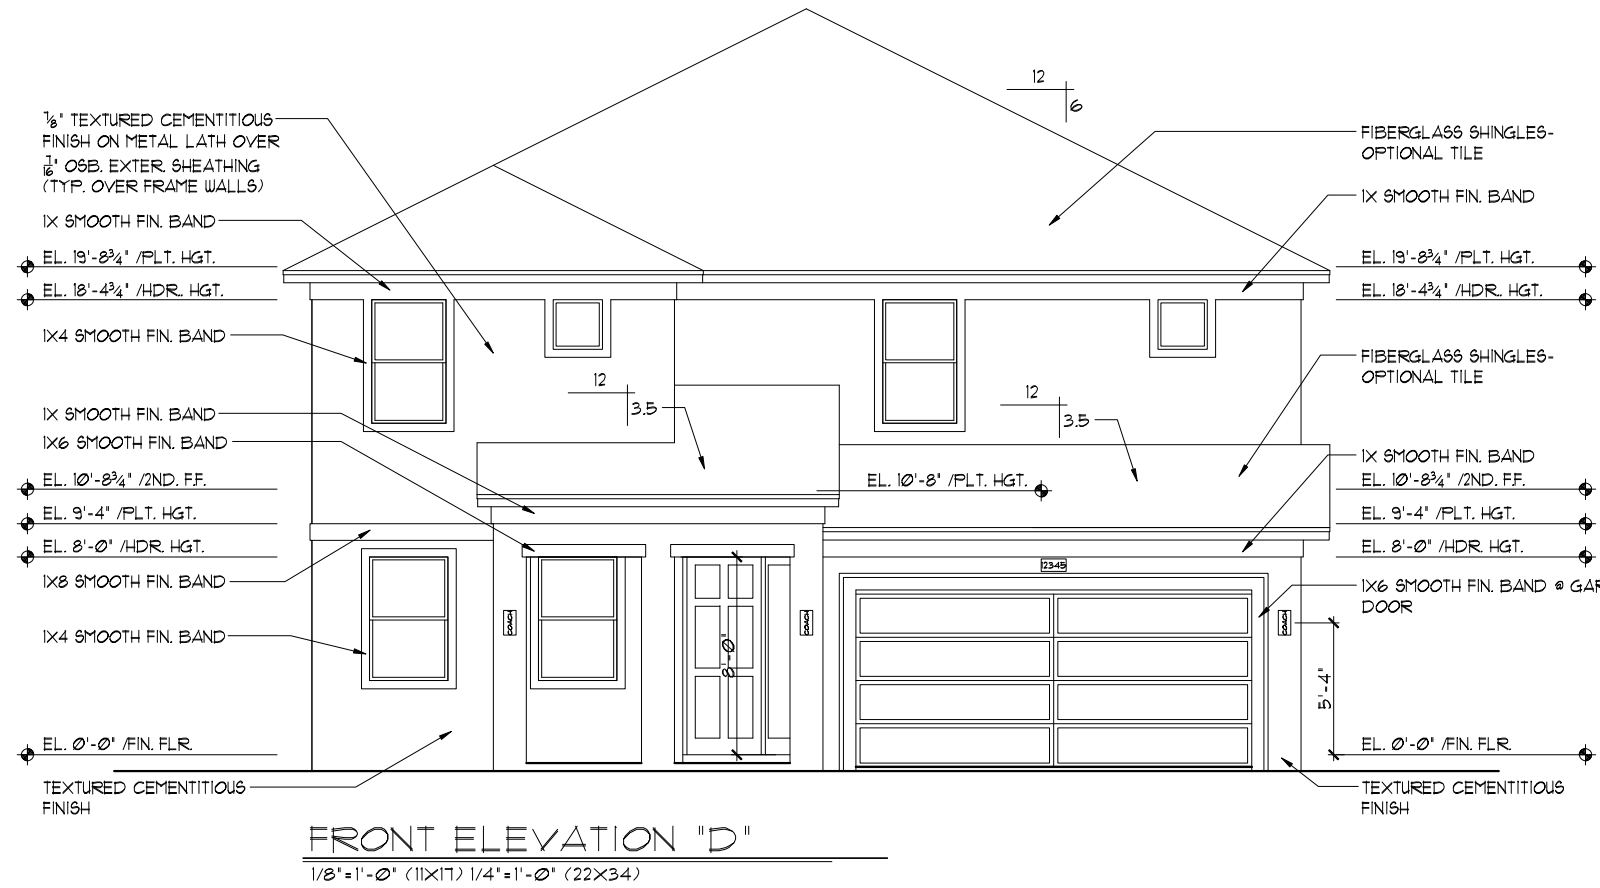 12
6
⅞" TEXTURED CEMENTITIOUS
FINISH ON METAL LATH OVER
7/16" OSB. EXTER. SHEATHING
(TYP. OVER FRAME WALLS)
1X SMOOTH FIN. BAND
EL. 19'-8¾" /PLT. HGT.
EL. 18'-4¾" /HDR. HGT.
1X4 SMOOTH FIN. BAND
1X SMOOTH FIN. BAND
1X6 SMOOTH FIN. BAND
EL. 10'-8¾" /2ND. F.F.
EL. 9'-4" /PLT. HGT.
EL. 8'-0" /HDR. HGT.
1X8 SMOOTH FIN. BAND
1X4 SMOOTH FIN. BAND
EL. 0'-0" /FIN. FLR.
TEXTURED CEMENTITIOUS
FINISH
12
3.5
12
3.5
EL. 10'-8" /PLT. HGT.
12345
COACH
COACH
COACH
8'-0"
5'-4"
FIBERGLASS SHINGLES-
OPTIONAL TILE
1X SMOOTH FIN. BAND
EL. 19'-8¾" /PLT. HGT.
EL. 18'-4¾" /HDR. HGT.
FIBERGLASS SHINGLES-
OPTIONAL TILE
1X SMOOTH FIN. BAND
EL. 10'-8¾" /2ND. F.F.
EL. 9'-4" /PLT. HGT.
EL. 8'-0" /HDR. HGT.
1X6 SMOOTH FIN. BAND @ GAR
DOOR
EL. 0'-0" /FIN. FLR.
TEXTURED CEMENTITIOUS
FINISH
FRONT ELEVATION "D"
1/8"=1'-0" (11X17) 1/4"=1'-0" (22X34)